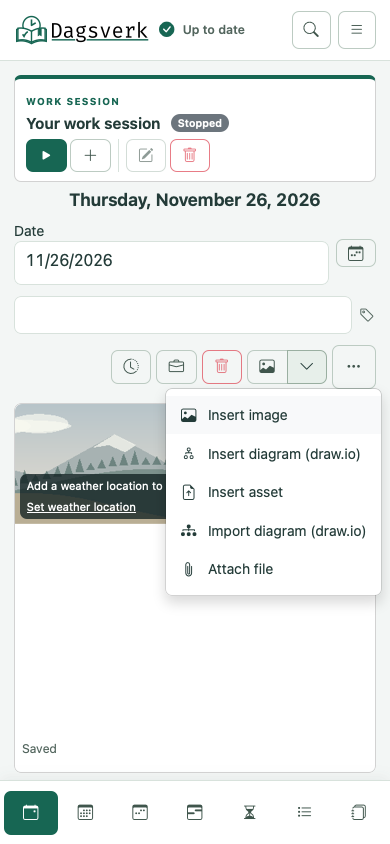 Dagsverk
Up to date
WORK SESSION
Your work session
Stopped
Thursday, November 26, 2026
Date
11/26/2026
Insert image
Insert diagram (draw.io)
Insert asset
Import diagram (draw.io)
Attach file
Add a weather location to
Set weather location
Saved